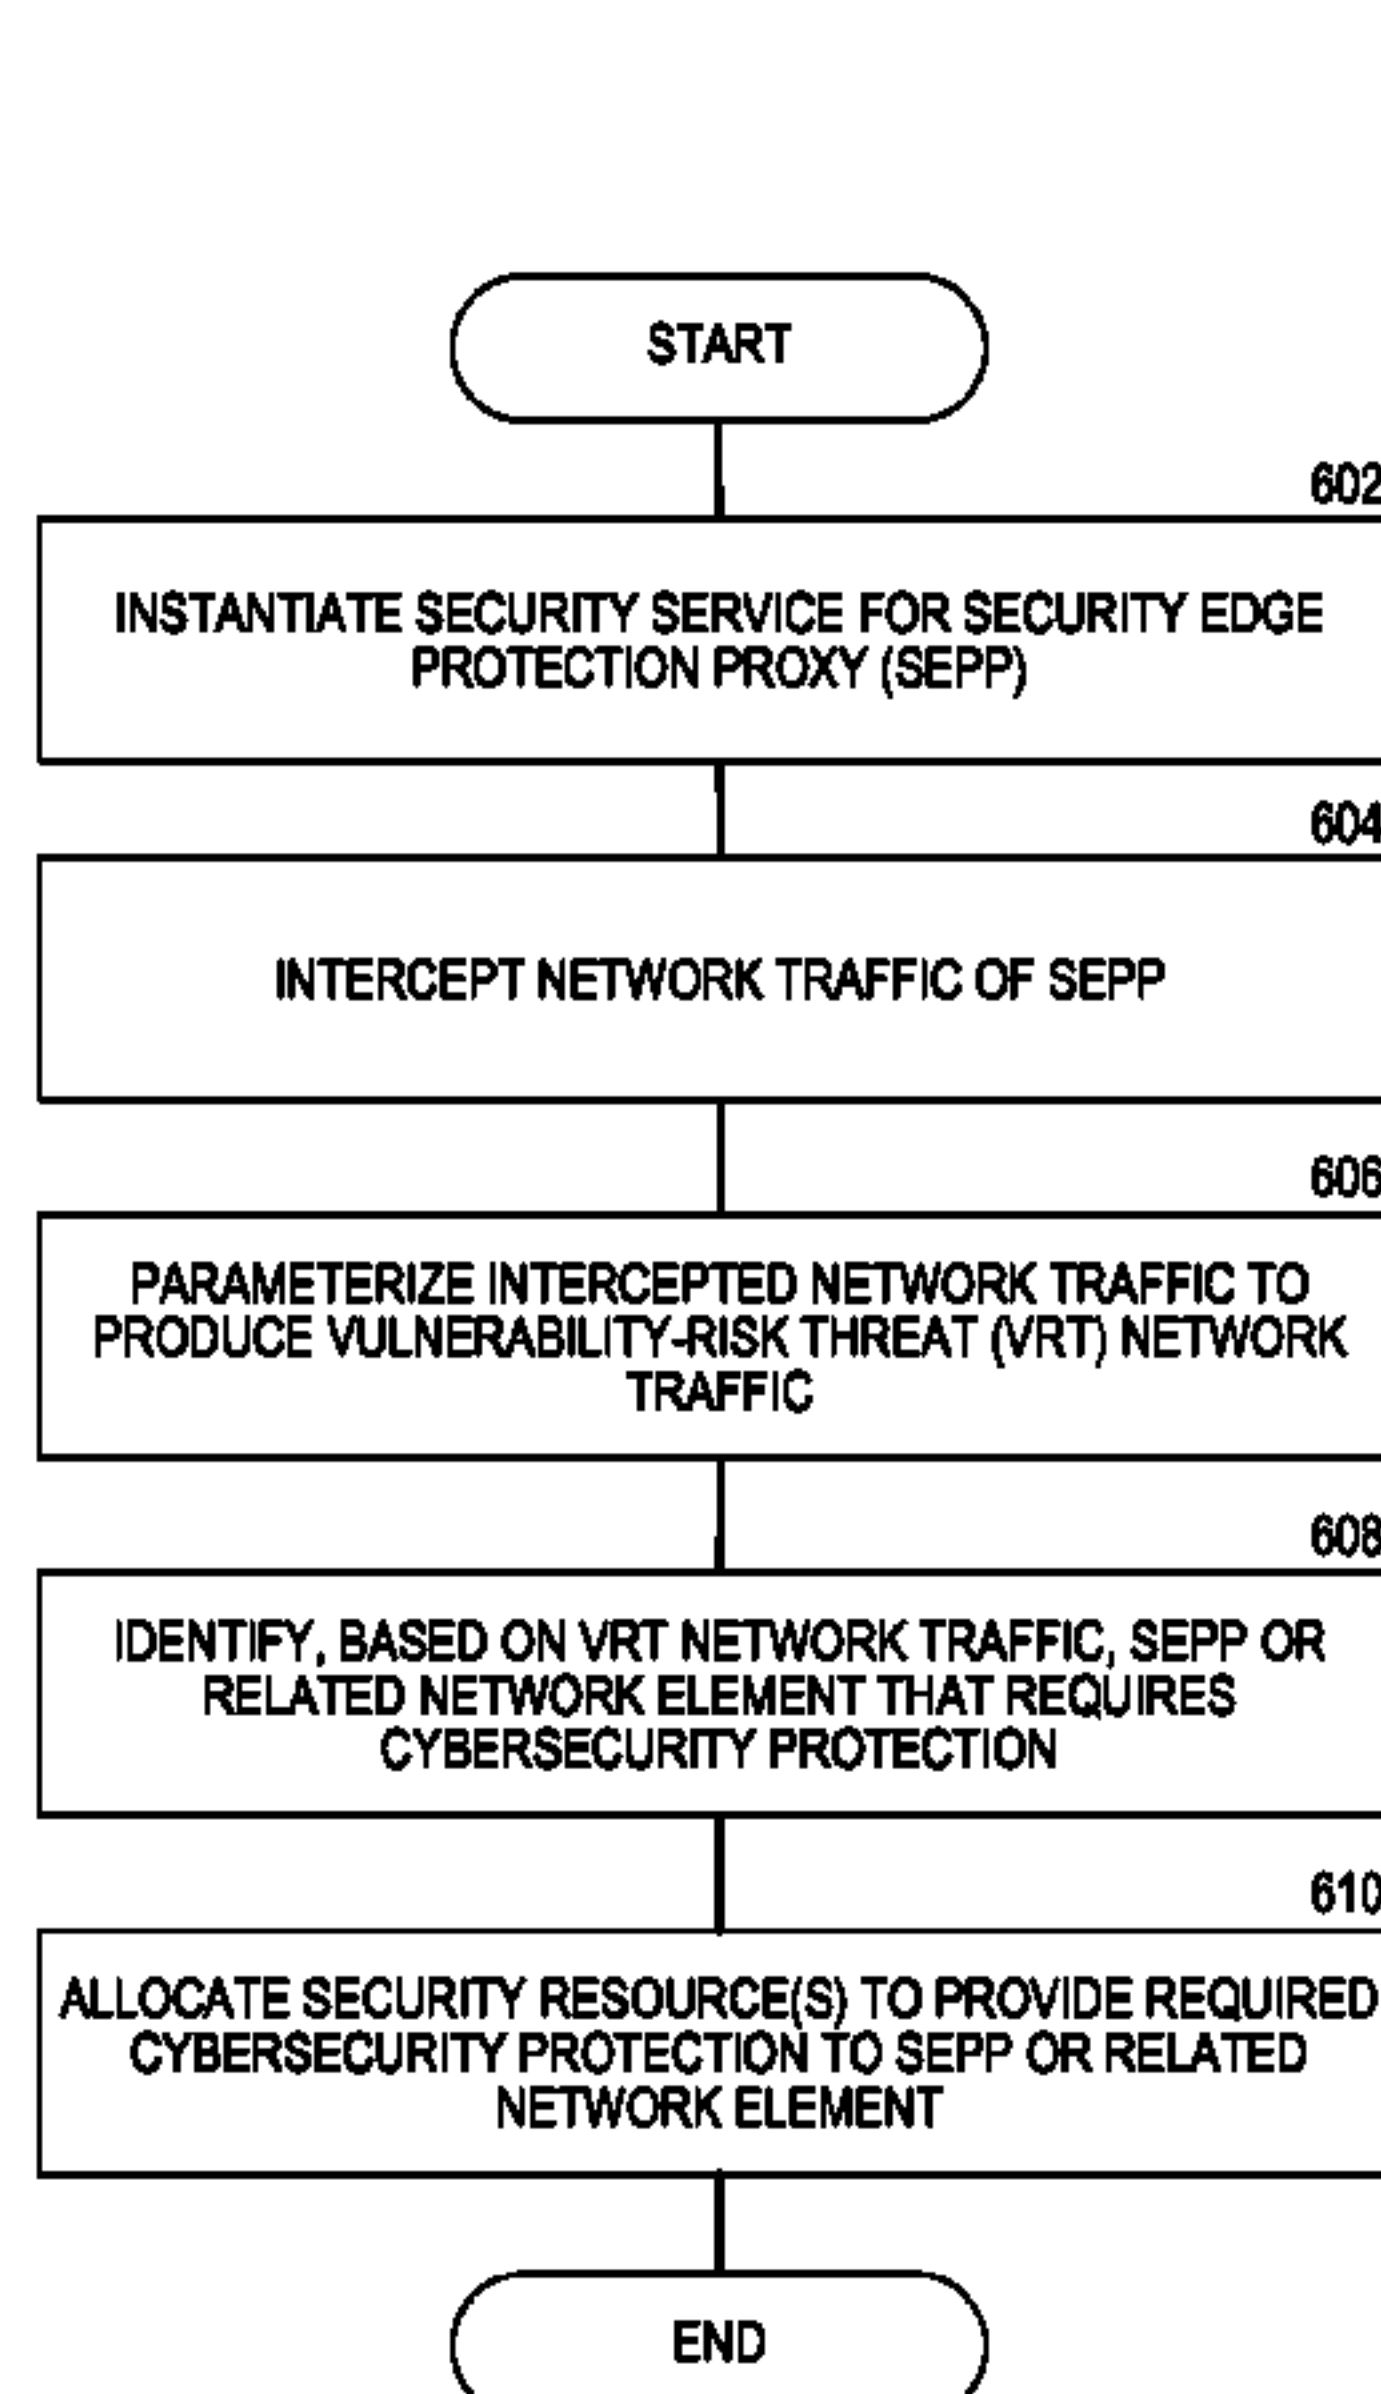 START
602
INSTANTIATE SECURITY SERVICE FOR SECURITY EDGE
PROTECTION PROXY (SEPP)
604
INTERCEPT NETWORK TRAFFIC OF SEPP
606
PARAMETERIZE INTERCEPTED NETWORK TRAFFIC TO
PRODUCE VULNERABILITY-RISK THREAT (VRT) NETWORK
TRAFFIC
608
IDENTIFY, BASED ON VRT NETWORK TRAFFIC, SEPP OR
RELATED NETWORK ELEMENT THAT REQUIRES
CYBERSECURITY PROTECTION
610
ALLOCATE SECURITY RESOURCE(S) TO PROVIDE REQUIRED
CYBERSECURITY PROTECTION TO SEPP OR RELATED
NETWORK ELEMENT
END